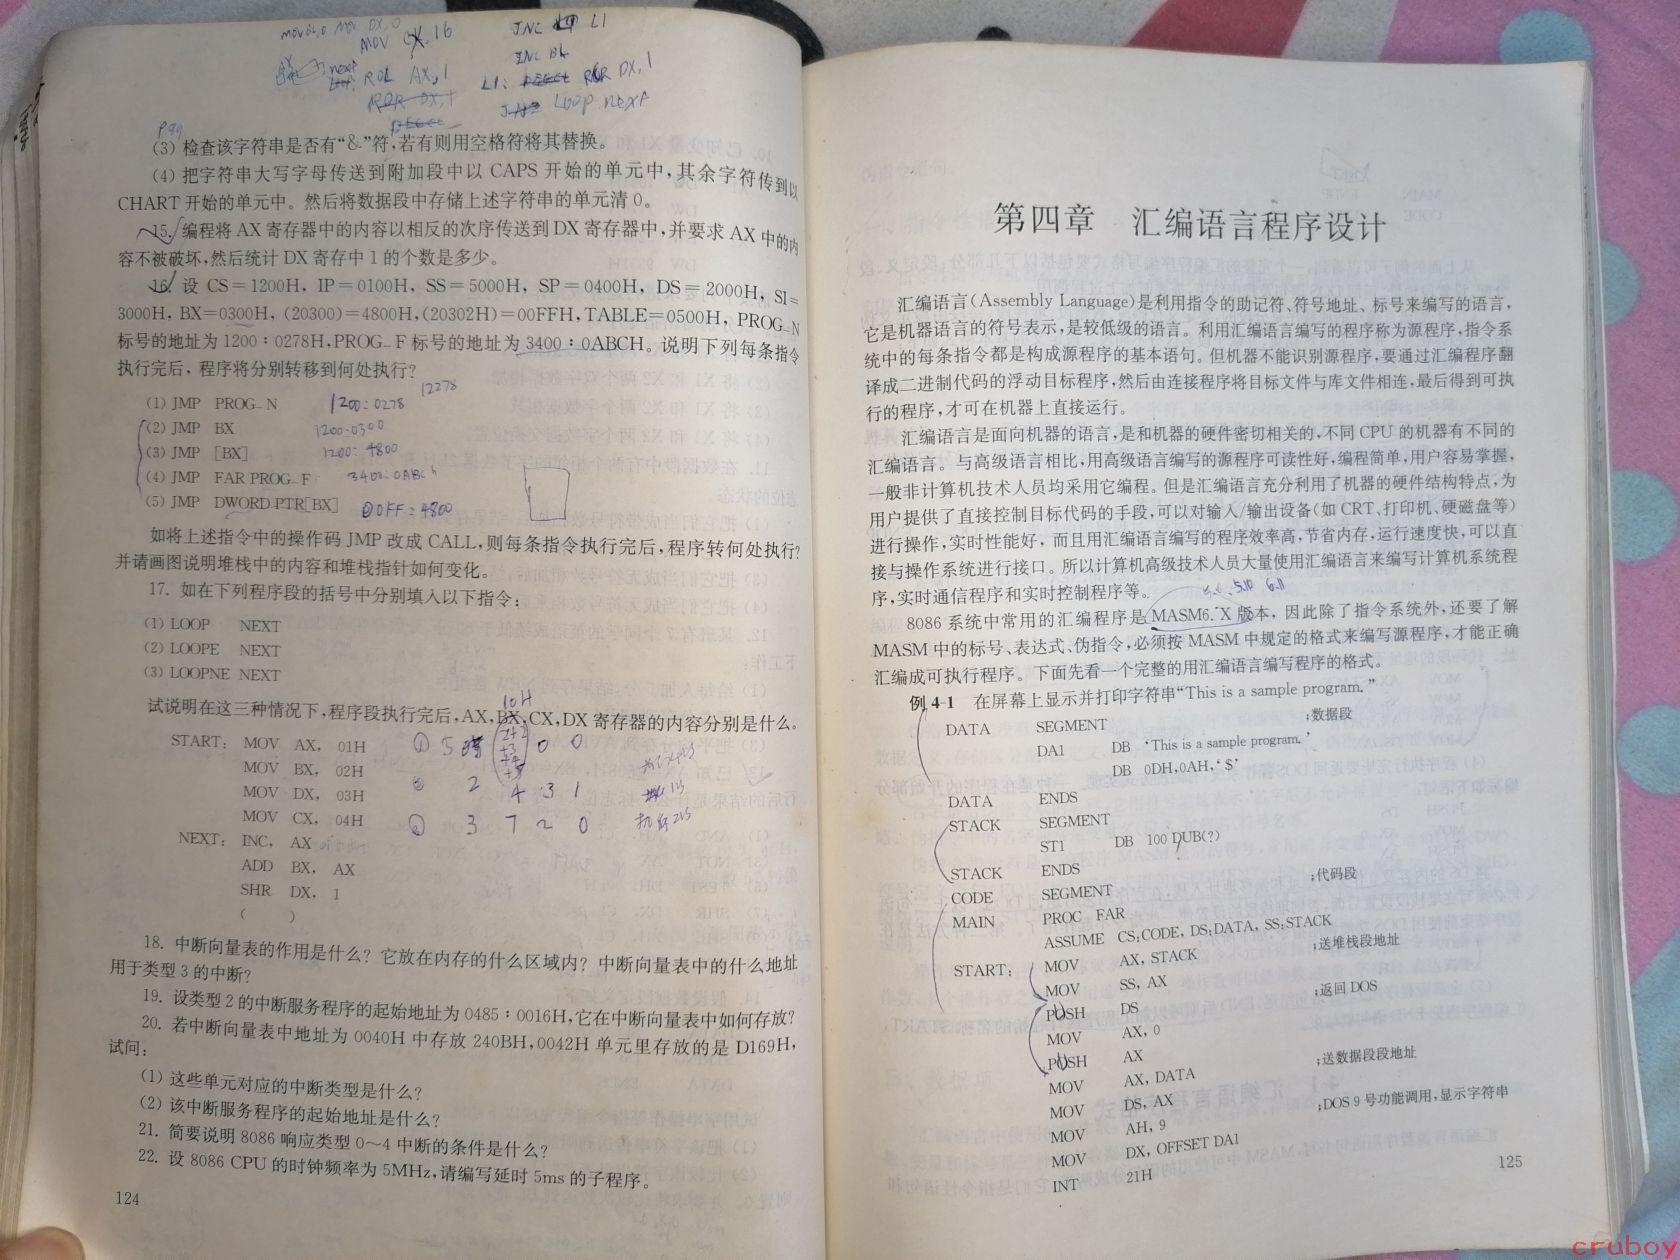 MOV BL,0 MOV DX,0
MOV CX,16
next
ROL AX,1
JNC L1
INC BL
L1: RCR DX,1
LOOP next
P99
(3) 检查该字符串是否有“&”符,若有则用空格符将其替换。
(4) 把字符串大写字母传送到附加段中以 CAPS 开始的单元中,其余字符传到以
CHART 开始的单元中。然后将数据段中存储上述字符串的单元清 0。
15. 编程将 AX 寄存器中的内容以相反的次序传送到 DX 寄存器中,并要求 AX 中的内
容不被破坏,然后统计 DX 寄存中 1 的个数是多少。
16. 设 CS=1200H, IP=0100H, SS=5000H, SP=0400H, DS=2000H, SI=
3000H, BX=0300H, (20300)=4800H,(20302H)=00FFH,TABLE=0500H, PROG_N
标号的地址为 1200:0278H,PROG_F 标号的地址为 3400:0ABCH。说明下列每条指令
执行完后, 程序将分别转移到何处执行?
12278
(1) JMP PROG_N 1200:0278
(2) JMP BX 1200:0300
(3) JMP [BX] 1200:4800
(4) JMP FAR PROG_F 3400:0ABCh
(5) JMP DWORD PTR[BX] 00FF:4800
如将上述指令中的操作码 JMP 改成 CALL,则每条指令执行完后,程序转何处执行?
并请画图说明堆栈中的内容和堆栈指针如何变化。
17. 如在下列程序段的括号中分别填入以下指令:
(1) LOOP NEXT
(2) LOOPE NEXT
(3) LOOPNE NEXT
10H
试说明在这三种情况下,程序段执行完后,AX,BX,CX,DX 寄存器的内容分别是什么。
START: MOV AX, 01H ① 5 0 0
MOV BX, 02H
MOV DX, 03H 2 4 3 1
MOV CX, 04H 3 7 2 0
NEXT: INC, AX
ADD BX, AX
SHR DX, 1
( )
18. 中断向量表的作用是什么? 它放在内存的什么区域内? 中断向量表中的什么地址
用于类型 3 的中断?
19. 设类型 2 的中断服务程序的起始地址为 0485:0016H,它在中断向量表中如何存放?
20. 若中断向量表中地址为 0040H 中存放 240BH,0042H 单元里存放的是 D169H,
试问:
(1) 这些单元对应的中断类型是什么?
(2) 该中断服务程序的起始地址是什么?
21. 简要说明 8086 响应类型 0~4 中断的条件是什么?
22. 设 8086 CPU 的时钟频率为 5MHz,请编写延时 5ms 的子程序。
124
第四章 汇编语言程序设计
汇编语言(Assembly Language)是利用指令的助记符、符号地址、标号来编写的语言,
它是机器语言的符号表示,是较低级的语言。利用汇编语言编写的程序称为源程序,指令系
统中的每条指令都是构成源程序的基本语句。但机器不能识别源程序,要通过汇编程序翻
译成二进制代码的浮动目标程序,然后由连接程序将目标文件与库文件相连,最后得到可执
行的程序,才可在机器上直接运行。
汇编语言是面向机器的语言,是和机器的硬件密切相关的,不同 CPU 的机器有不同的
汇编语言。与高级语言相比,用高级语言编写的源程序可读性好,编程简单,用户容易掌握,
一般非计算机技术人员均采用它编程。但是汇编语言充分利用了机器的硬件结构特点,为
用户提供了直接控制目标代码的手段,可以对输入/输出设备(如 CRT、打印机、硬磁盘等)
进行操作,实时性能好, 而且用汇编语言编写的程序效率高,节省内存,运行速度快,可以直
接与操作系统进行接口。所以计算机高级技术人员大量使用汇编语言来编写计算机系统程
序,实时通信程序和实时控制程序等。
5.10 6.11
8086 系统中常用的汇编程序是 MASM6.X 版本, 因此除了指令系统外,还要了解
MASM 中的标号、表达式、伪指令,必须按 MASM 中规定的格式来编写源程序,才能正确
汇编成可执行程序。下面先看一个完整的用汇编语言编写程序的格式。
例 4-1 在屏幕上显示并打印字符串“This is a sample program.”
DATA SEGMENT ;数据段
DA1 DB ‘This is a sample program.’
DB 0DH,0AH,‘$’
DATA ENDS
STACK SEGMENT
ST1 DB 100 DUB(?)
STACK ENDS
CODE SEGMENT ;代码段
MAIN PROC FAR
ASSUME CS:CODE, DS:DATA, SS:STACK
START: MOV AX, STACK ;送堆栈段地址
MOV SS, AX
PUSH DS ;返回DOS
MOV AX, 0
PUSH AX
MOV AX, DATA ;送数据段段地址
MOV DS, AX
MOV AH, 9 ;DOS 9 号功能调用,显示字符串
MOV DX, OFFSET DA1
INT 21H
125
cruboy